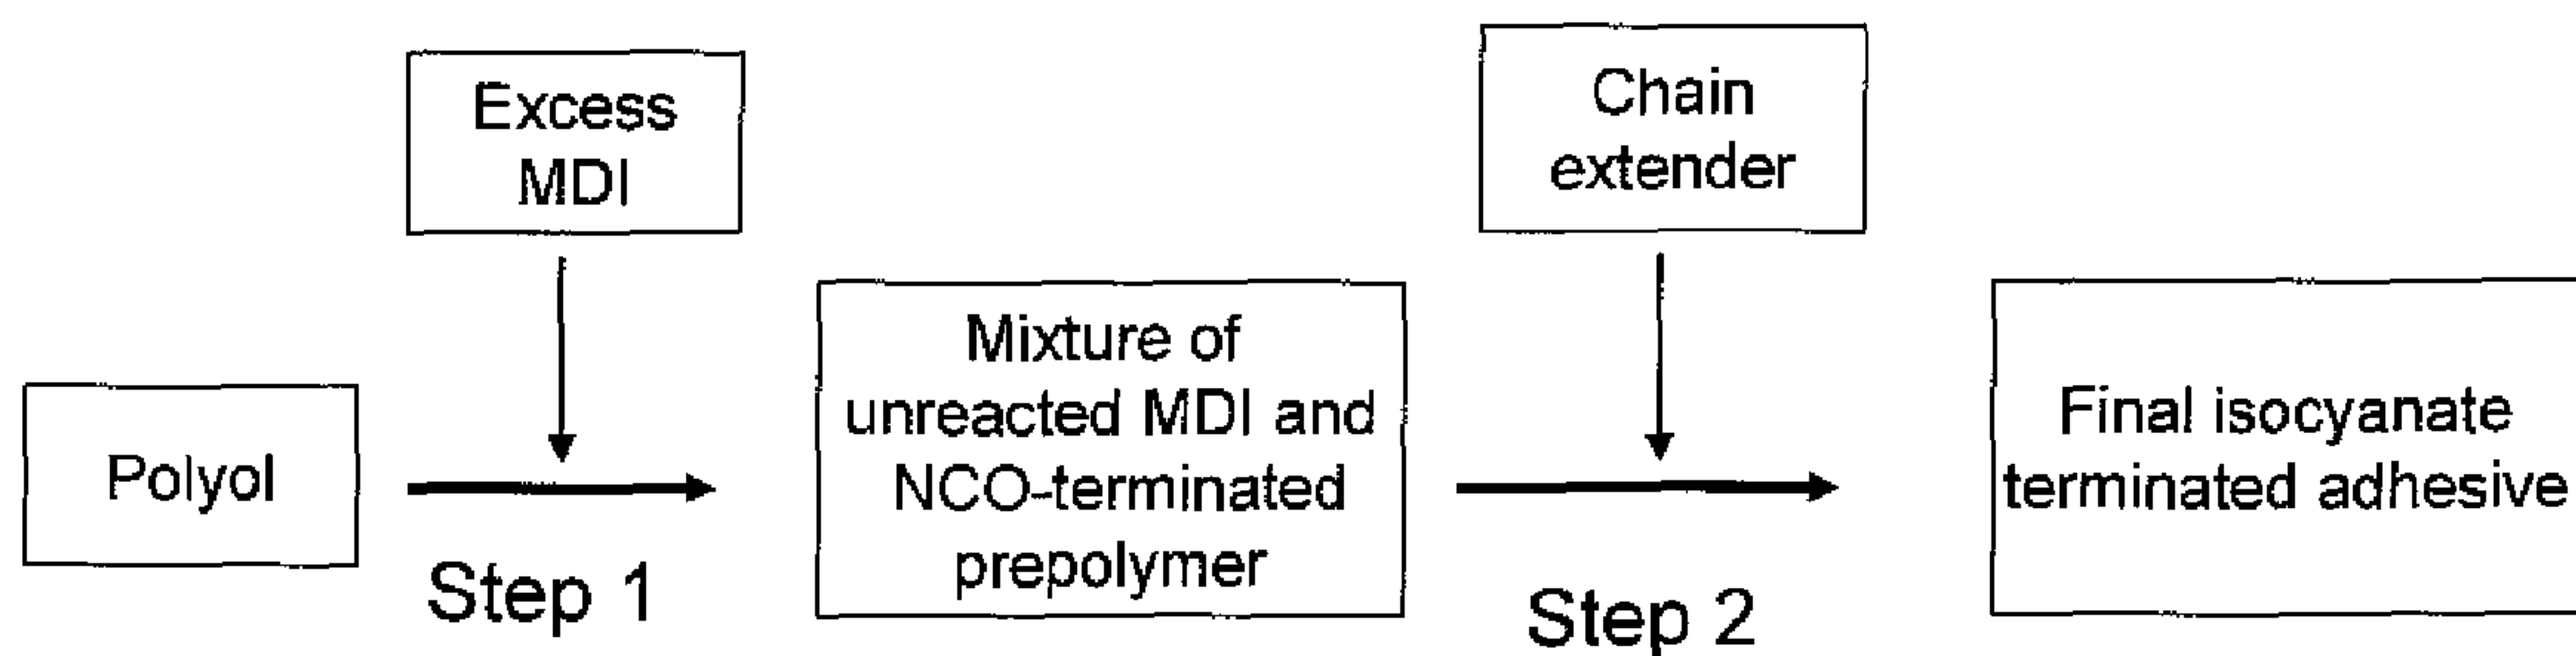 Excess
MDI
Chain
extender
Polyol
Step 1
Mixture of
unreacted MDI and
NCO-terminated
prepolymer
Step 2
Final isocyanate
terminated adhesive